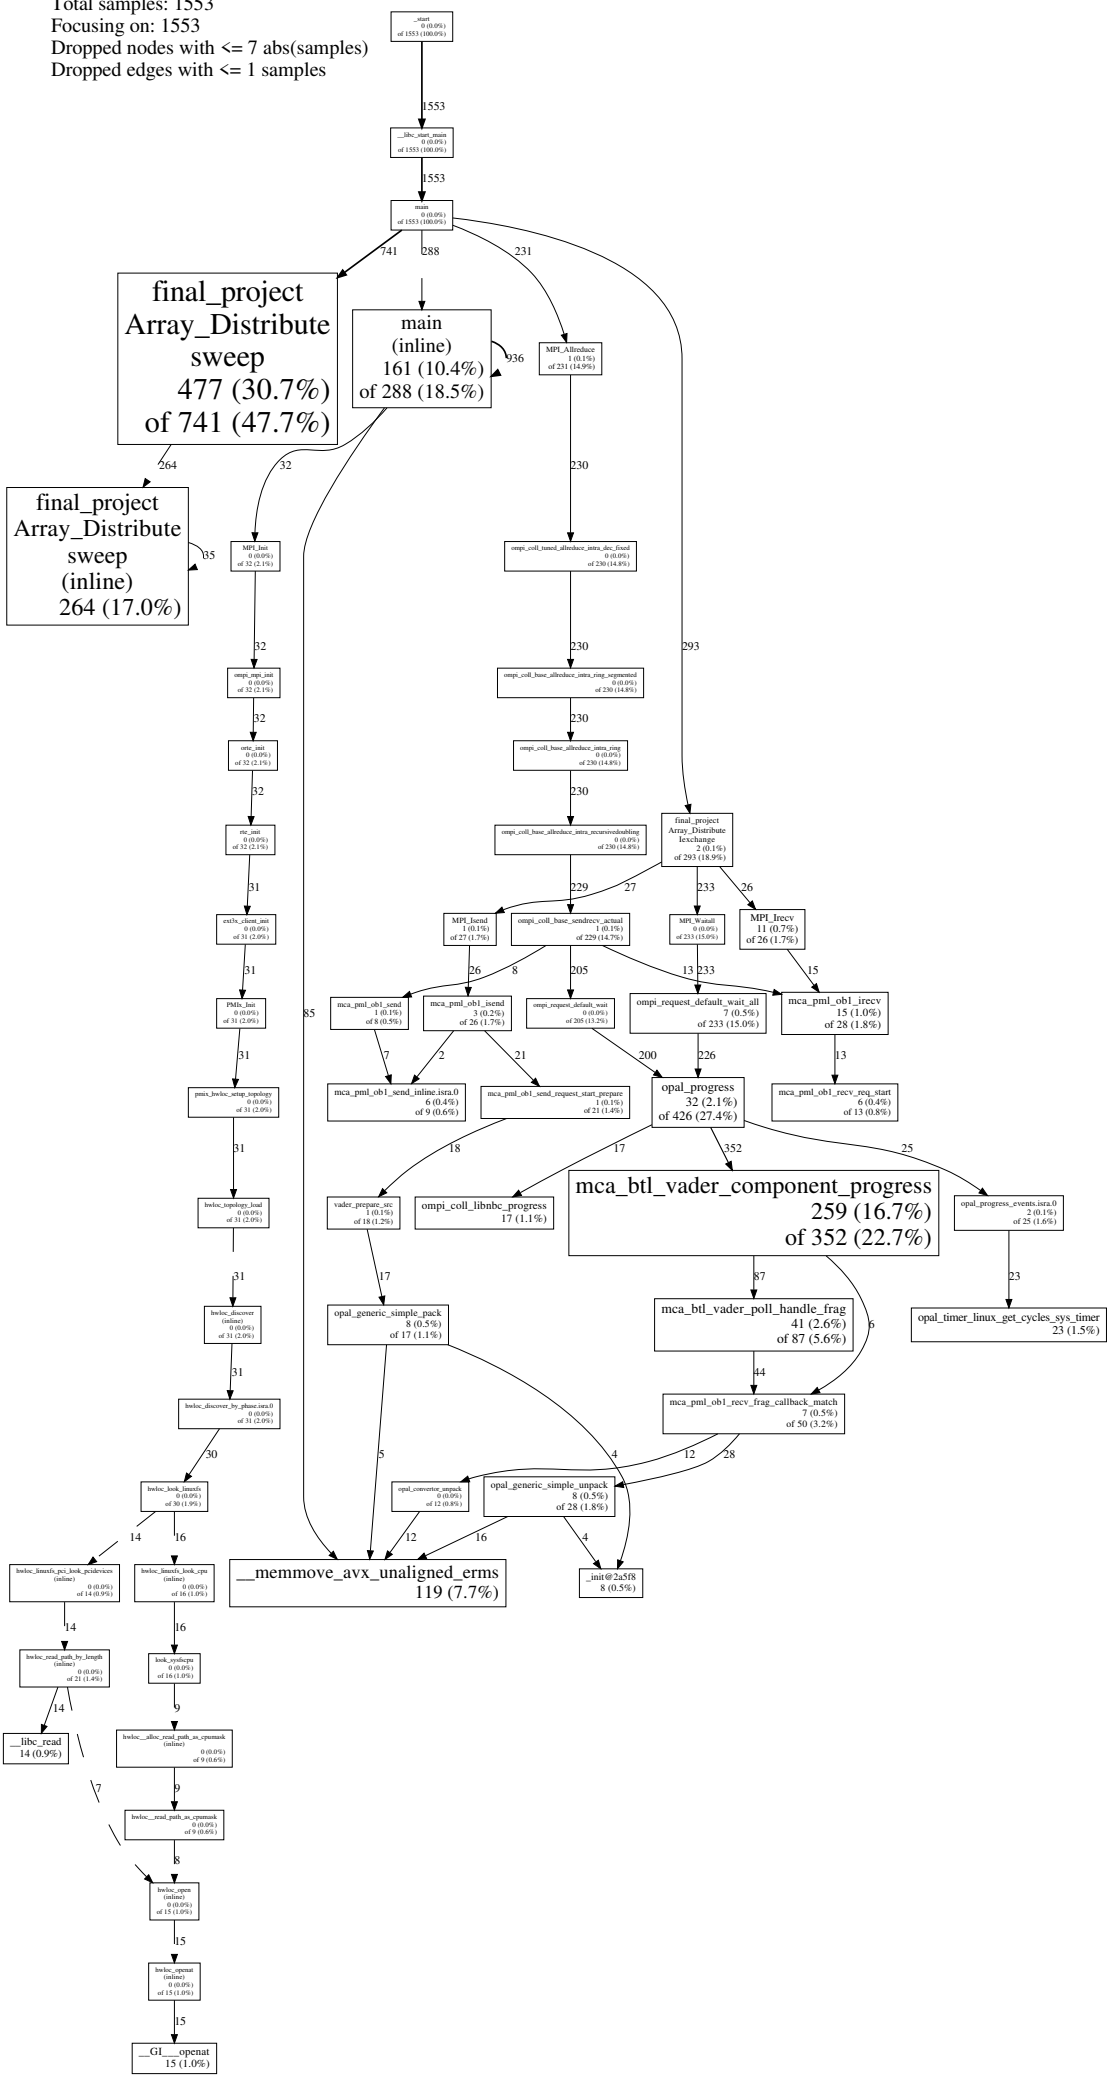 Total samples: 1553
Focusing on: 1553
Dropped nodes with <= 7 abs(samples)
Dropped edges with <= 1 samples
_start
0 (0.0%)
of 1553 (100.0%)
1553
__libc_start_main
0 (0.0%)
of 1553 (100.0%)
1553
main
0 (0.0%)
of 1553 (100.0%)
741
288
231
293
final_project
Array_Distribute
sweep
477 (30.7%)
of 741 (47.7%)
main
(inline)
161 (10.4%)
of 288 (18.5%)
936
MPI_Allreduce
1 (0.1%)
of 231 (14.9%)
264
32
85
230
final_project
Array_Distribute
sweep
(inline)
264 (17.0%)
35
MPI_Init
0 (0.0%)
of 32 (2.1%)
ompi_coll_tuned_allreduce_intra_dec_fixed
0 (0.0%)
of 230 (14.8%)
32
230
ompi_mpi_init
0 (0.0%)
of 32 (2.1%)
ompi_coll_base_allreduce_intra_ring_segmented
0 (0.0%)
of 230 (14.8%)
32
230
orte_init
0 (0.0%)
of 32 (2.1%)
ompi_coll_base_allreduce_intra_ring
0 (0.0%)
of 230 (14.8%)
32
230
rte_init
0 (0.0%)
of 32 (2.1%)
ompi_coll_base_allreduce_intra_recursivedoubling
0 (0.0%)
of 230 (14.8%)
final_project
Array_Distribute
Iexchange
2 (0.1%)
of 293 (18.9%)
31
229
27
233
26
ext3x_client_init
0 (0.0%)
of 31 (2.0%)
MPI_Isend
1 (0.1%)
of 27 (1.7%)
ompi_coll_base_sendrecv_actual
1 (0.1%)
of 229 (14.7%)
MPI_Waitall
0 (0.0%)
of 233 (15.0%)
MPI_Irecv
11 (0.7%)
of 26 (1.7%)
31
26
8
205
13
233
15
PMIx_Init
0 (0.0%)
of 31 (2.0%)
mca_pml_ob1_send
1 (0.1%)
of 8 (0.5%)
mca_pml_ob1_isend
3 (0.2%)
of 26 (1.7%)
ompi_request_default_wait
0 (0.0%)
of 205 (13.2%)
ompi_request_default_wait_all
7 (0.5%)
of 233 (15.0%)
mca_pml_ob1_irecv
15 (1.0%)
of 28 (1.8%)
31
7
2
21
200
226
13
pmix_hwloc_setup_topology
0 (0.0%)
of 31 (2.0%)
mca_pml_ob1_send_inline.isra.0
6 (0.4%)
of 9 (0.6%)
mca_pml_ob1_send_request_start_prepare
1 (0.1%)
of 21 (1.4%)
opal_progress
32 (2.1%)
of 426 (27.4%)
mca_pml_ob1_recv_req_start
6 (0.4%)
of 13 (0.8%)
31
18
17
352
25
hwloc_topology_load
0 (0.0%)
of 31 (2.0%)
vader_prepare_src
1 (0.1%)
of 18 (1.2%)
ompi_coll_libnbc_progress
17 (1.1%)
mca_btl_vader_component_progress
259 (16.7%)
of 352 (22.7%)
opal_progress_events.isra.0
2 (0.1%)
of 25 (1.6%)
31
17
87
6
23
hwloc_discover
(inline)
0 (0.0%)
of 31 (2.0%)
opal_generic_simple_pack
8 (0.5%)
of 17 (1.1%)
mca_btl_vader_poll_handle_frag
41 (2.6%)
of 87 (5.6%)
opal_timer_linux_get_cycles_sys_timer
23 (1.5%)
31
44
hwloc_discover_by_phase.isra.0
0 (0.0%)
of 31 (2.0%)
mca_pml_ob1_recv_frag_callback_match
7 (0.5%)
of 50 (3.2%)
30
5
4
12
28
hwloc_look_linuxfs
0 (0.0%)
of 30 (1.9%)
opal_convertor_unpack
0 (0.0%)
of 12 (0.8%)
opal_generic_simple_unpack
8 (0.5%)
of 28 (1.8%)
14
16
12
16
4
hwloc_linuxfs_pci_look_pcidevices
(inline)
0 (0.0%)
of 14 (0.9%)
hwloc_linuxfs_look_cpu
(inline)
0 (0.0%)
of 16 (1.0%)
__memmove_avx_unaligned_erms
119 (7.7%)
_init@2a5f8
8 (0.5%)
14
16
hwloc_read_path_by_length
(inline)
0 (0.0%)
of 21 (1.4%)
look_sysfscpu
0 (0.0%)
of 16 (1.0%)
14
9
__libc_read
14 (0.9%)
hwloc__alloc_read_path_as_cpumask
(inline)
0 (0.0%)
of 9 (0.6%)
7
9
hwloc__read_path_as_cpumask
0 (0.0%)
of 9 (0.6%)
8
hwloc_open
(inline)
0 (0.0%)
of 15 (1.0%)
15
hwloc_openat
(inline)
0 (0.0%)
of 15 (1.0%)
15
__GI___openat
15 (1.0%)